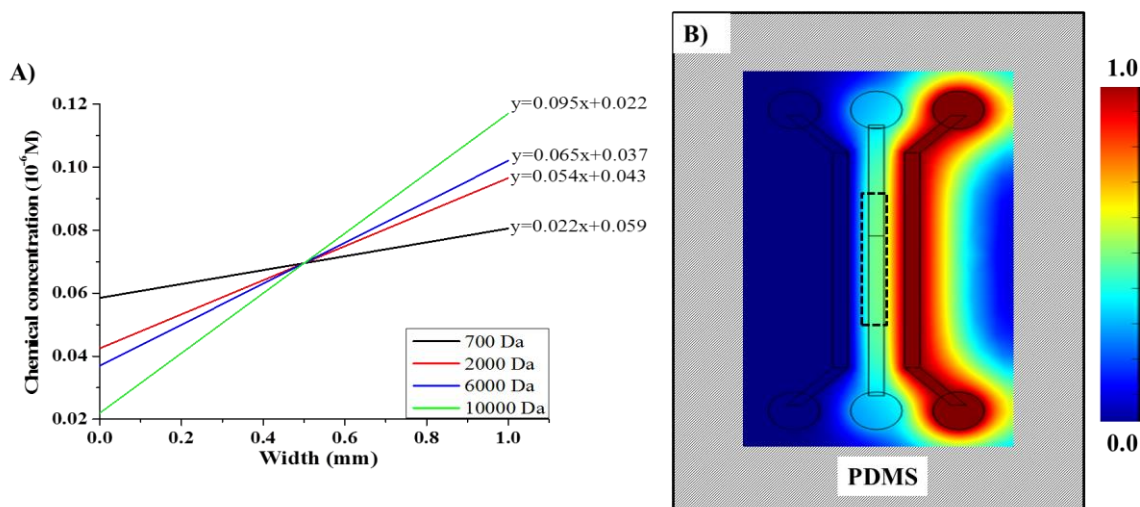 A)
Chemical concentration (10⁻⁶M)
0.12
0.10
0.08
0.06
0.04
0.02
0.0
0.2
0.4
0.6
0.8
1.0
Width (mm)
y=0.095x+0.022
y=0.065x+0.037
y=0.054x+0.043
y=0.022x+0.059
700 Da
2000 Da
6000 Da
10000 Da
B)
PDMS
1.0
0.0